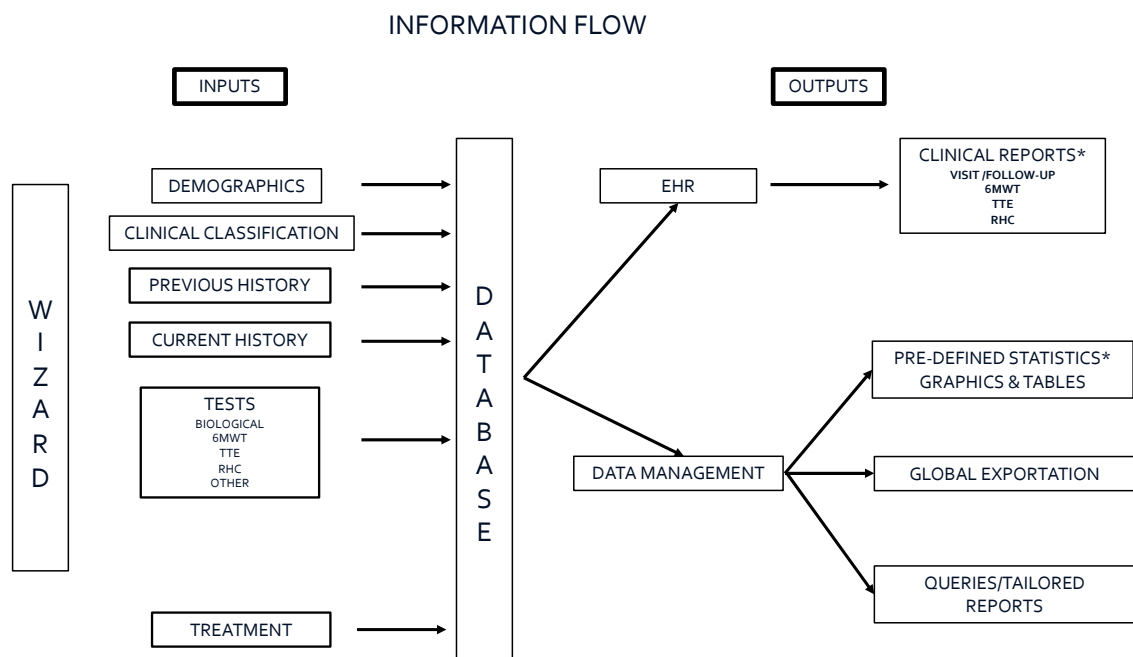 INFORMATION FLOW
INPUTS
OUTPUTS
WIZARD
DEMOGRAPHICS
CLINICAL CLASSIFICATION
PREVIOUS HISTORY
CURRENT HISTORY
TESTS
BIOLOGICAL
6MWT
TTE
RHC
OTHER
TREATMENT
DATABASE
EHR
CLINICAL REPORTS*
VISIT /FOLLOW-UP
6MWT
TTE
RHC
DATA MANAGEMENT
PRE-DEFINED STATISTICS*
GRAPHICS & TABLES
GLOBAL EXPORTATION
QUERIES/TAILORED
REPORTS